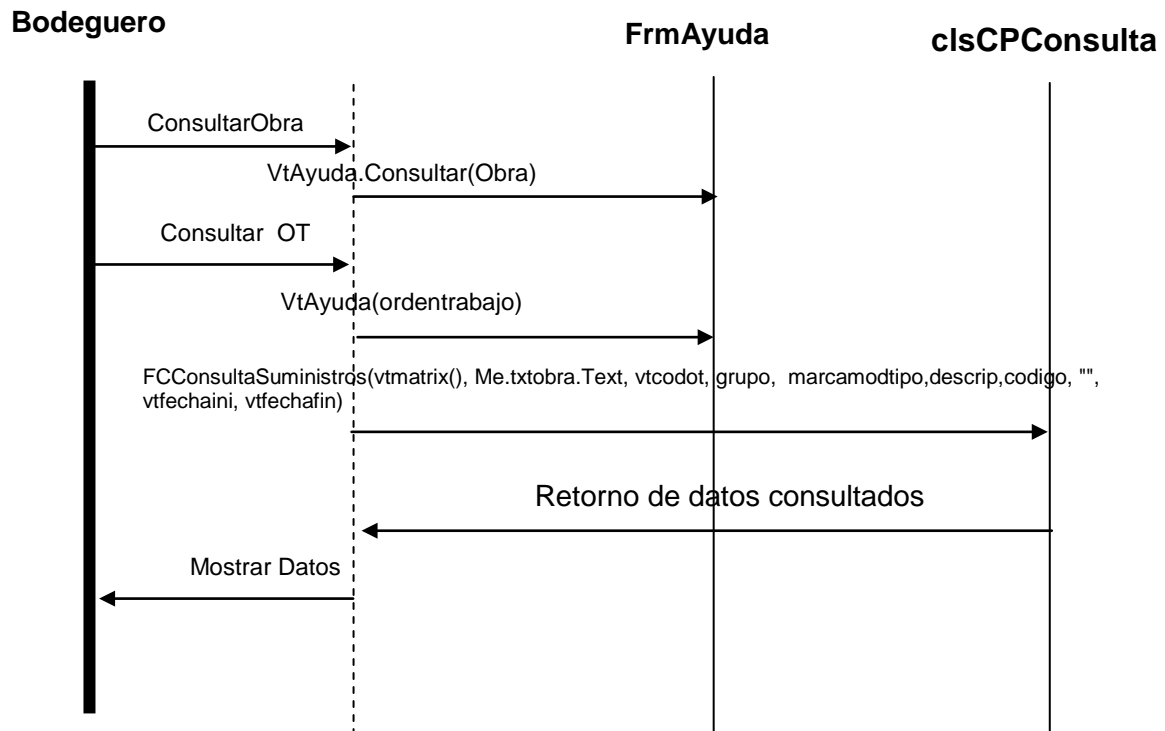 Bodeguero
FrmAyuda
clsCPConsulta
ConsultarObra
VtAyuda.Consultar(Obra)
Consultar OT
VtAyuda(ordentrabajo)
FCConsultaSuministros(vtmatrix(), Me.txtobra.Text, vtcodot, grupo, marcamodtipo,descrip,codigo, "",
vtfechaini, vtfechafin)
Retorno de datos consultados
Mostrar Datos